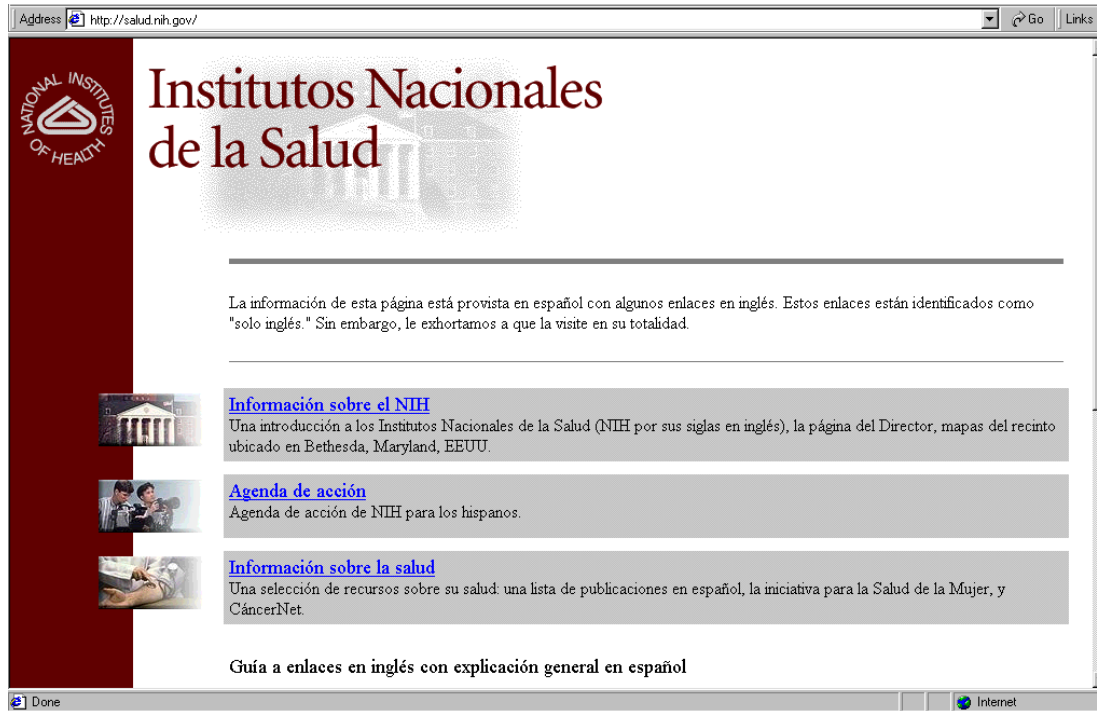 Address http://salud.nih.gov/ Go Links
NATIONAL INSTITUTES OF HEALTH
Institutos Nacionales
de la Salud
La información de esta página está provista en español con algunos enlaces en inglés. Estos enlaces están identificados como
"solo inglés." Sin embargo, le exhortamos a que la visite en su totalidad.
Información sobre el NIH
Una introducción a los Institutos Nacionales de la Salud (NIH por sus siglas en inglés), la página del Director, mapas del recinto
ubicado en Bethesda, Maryland, EEUU.
Agenda de acción
Agenda de acción de NIH para los hispanos.
Información sobre la salud
Una selección de recursos sobre su salud: una lista de publicaciones en español, la iniciativa para la Salud de la Mujer, y
CáncerNet.
Guía a enlaces en inglés con explicación general en español
Done Internet